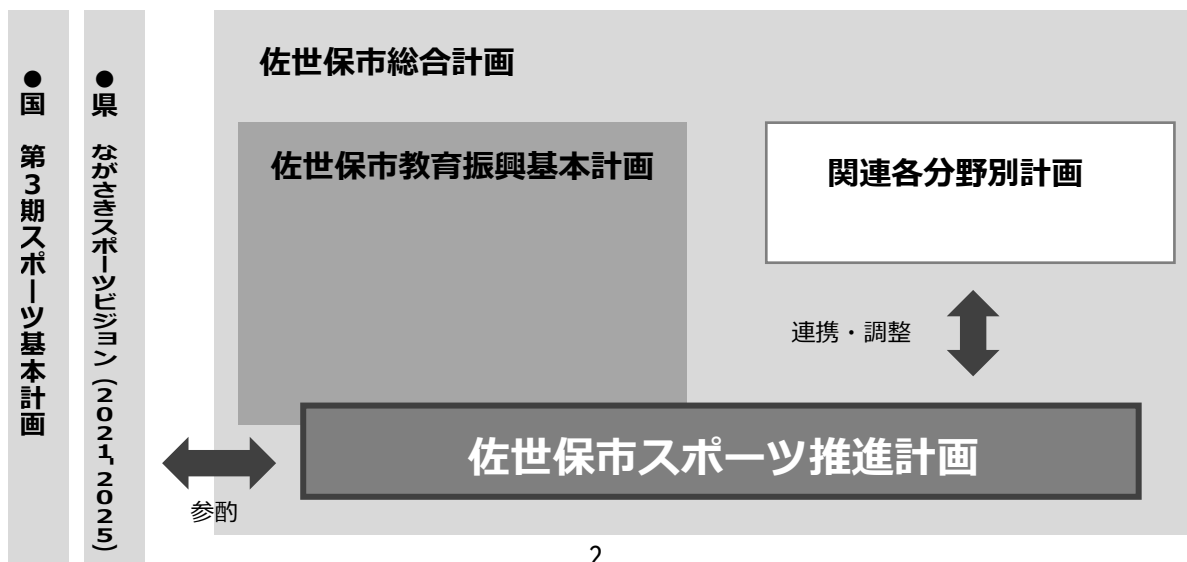 ●国　第３期スポーツ基本計画
●県　ながさきスポーツビジョン（２０２１,２０２５）
佐世保市総合計画
佐世保市教育振興基本計画
関連各分野別計画
連携・調整
佐世保市スポーツ推進計画
参酌
2